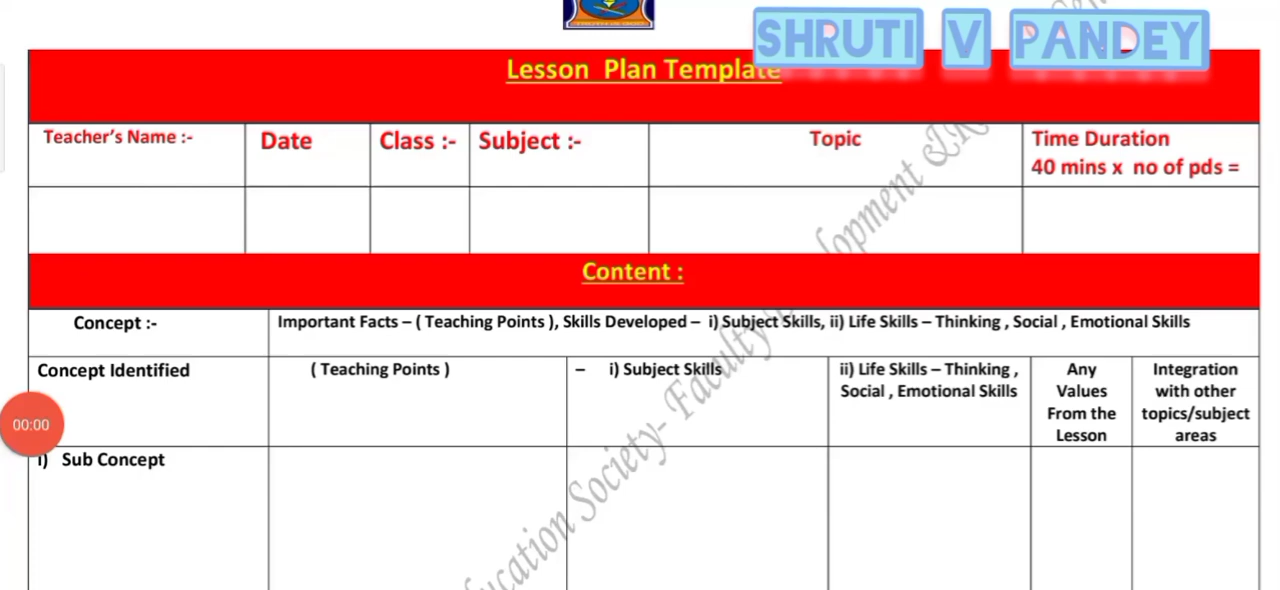 SHRUTI V PANDEY
Lesson Plan Template
Teacher's Name :-
Date
Class :-
Subject :-
Topic
Time Duration
40 mins x no of pds =
Content :
Concept :-
Important Facts – ( Teaching Points ), Skills Developed – i) Subject Skills, ii) Life Skills – Thinking , Social , Emotional Skills
Concept Identified
( Teaching Points )
– i) Subject Skills
ii) Life Skills – Thinking ,
Social , Emotional Skills
Any
Values
From the
Lesson
Integration
with other
topics/subject
areas
00:00
i) Sub Concept
Society- Faculty